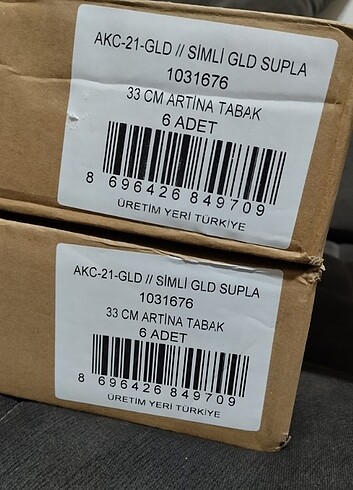 AKC-21-GLD // SİMLİ GLD SUPLA
1031676
33 CM ARTİNA TABAK
6 ADET
8 696426 849709
ÜRETİM YERİ TÜRKİYE
AKC-21-GLD // SİMLİ GLD SUPLA
1031676
33 CM ARTİNA TABAK
6 ADET
8 696426 849709
ÜRETİM YERİ TÜRKİYE